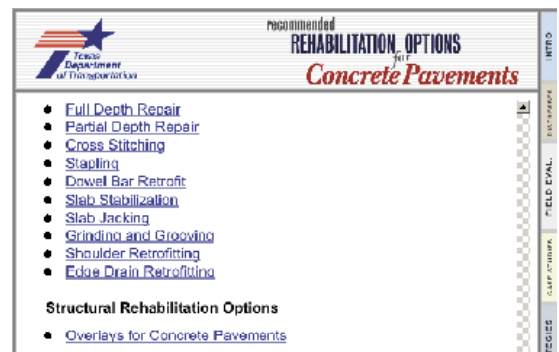 recommended
REHABILITATION OPTIONS
for
Concrete Pavements
Texas
Department
of Transportation
Full Depth Repair
Partial Depth Repair
Cross Stitching
Stapling
Dowel Bar Retrofit
Slab Stabilization
Slab Jacking
Grinding and Grooving
Shoulder Retrofitting
Edge Drain Retrofitting
Structural Rehabilitation Options
Overlays for Concrete Pavements
INTRO
FIELD EVAL.
CASE STUDIES